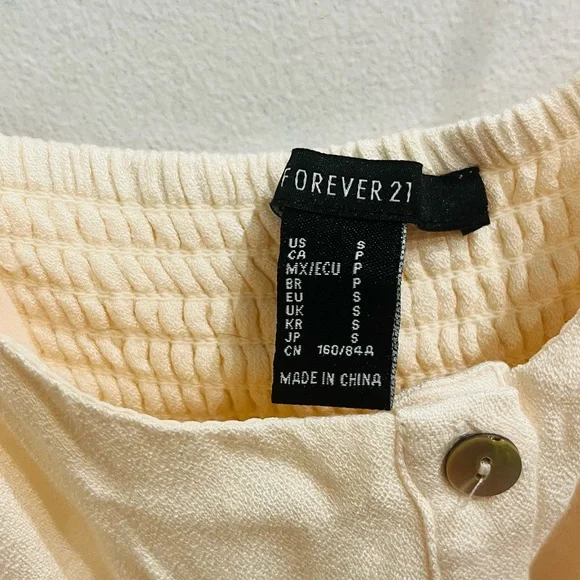 FOREVER 21
US S
CA P
MX/ECU P
BR P
EU S
UK S
KR S
JP S
CN 160/84A
MADE IN CHINA